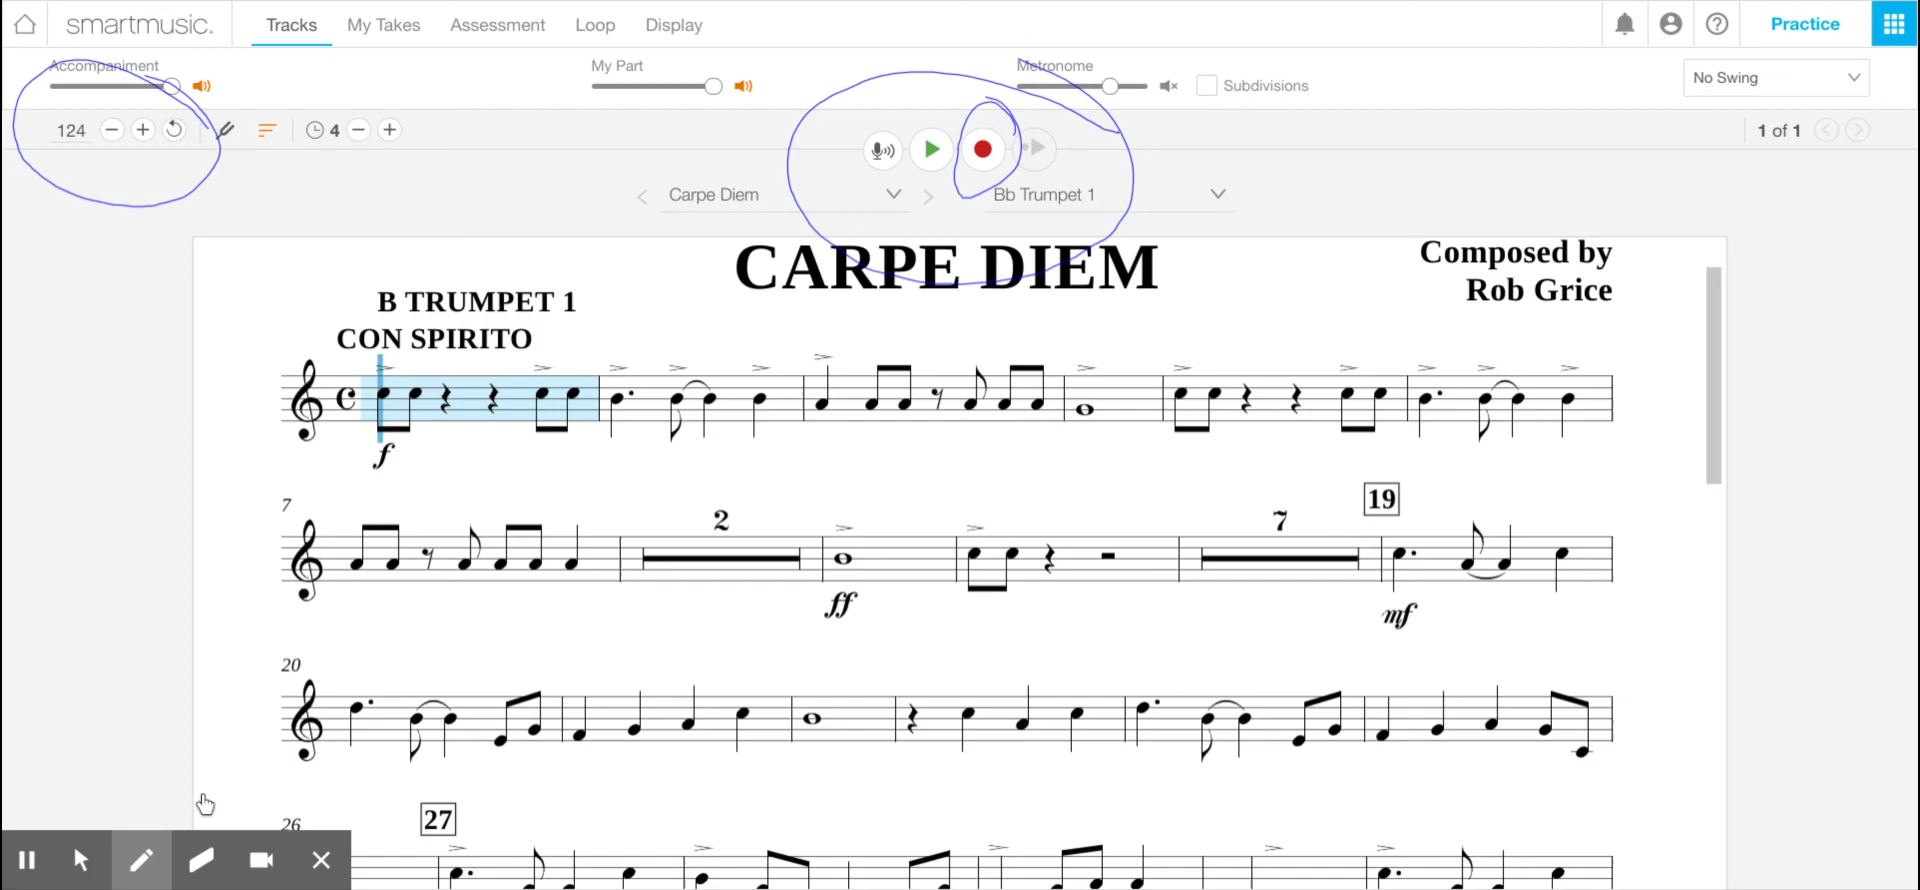 smartmusic. Tracks My Takes Assessment Loop Display Practice
Accompaniment My Part Metronome Subdivisions No Swing
124 4 1 of 1
Carpe Diem Bb Trumpet 1
CARPE DIEM
Composed by
Rob Grice
B TRUMPET 1
CON SPIRITO
f
7 2 7 19
ff mf
20
26 27